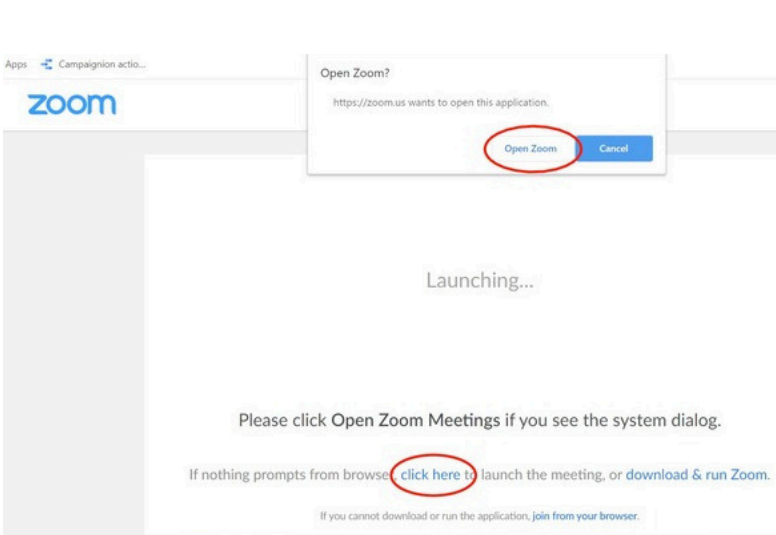 Apps Campaignion actio...
Open Zoom?
zoom
https://zoom.us wants to open this application.
Open Zoom Cancel
Launching...
Please click Open Zoom Meetings if you see the system dialog.
If nothing prompts from browser, click here to launch the meeting, or download & run Zoom.
If you cannot download or run the application, join from your browser.